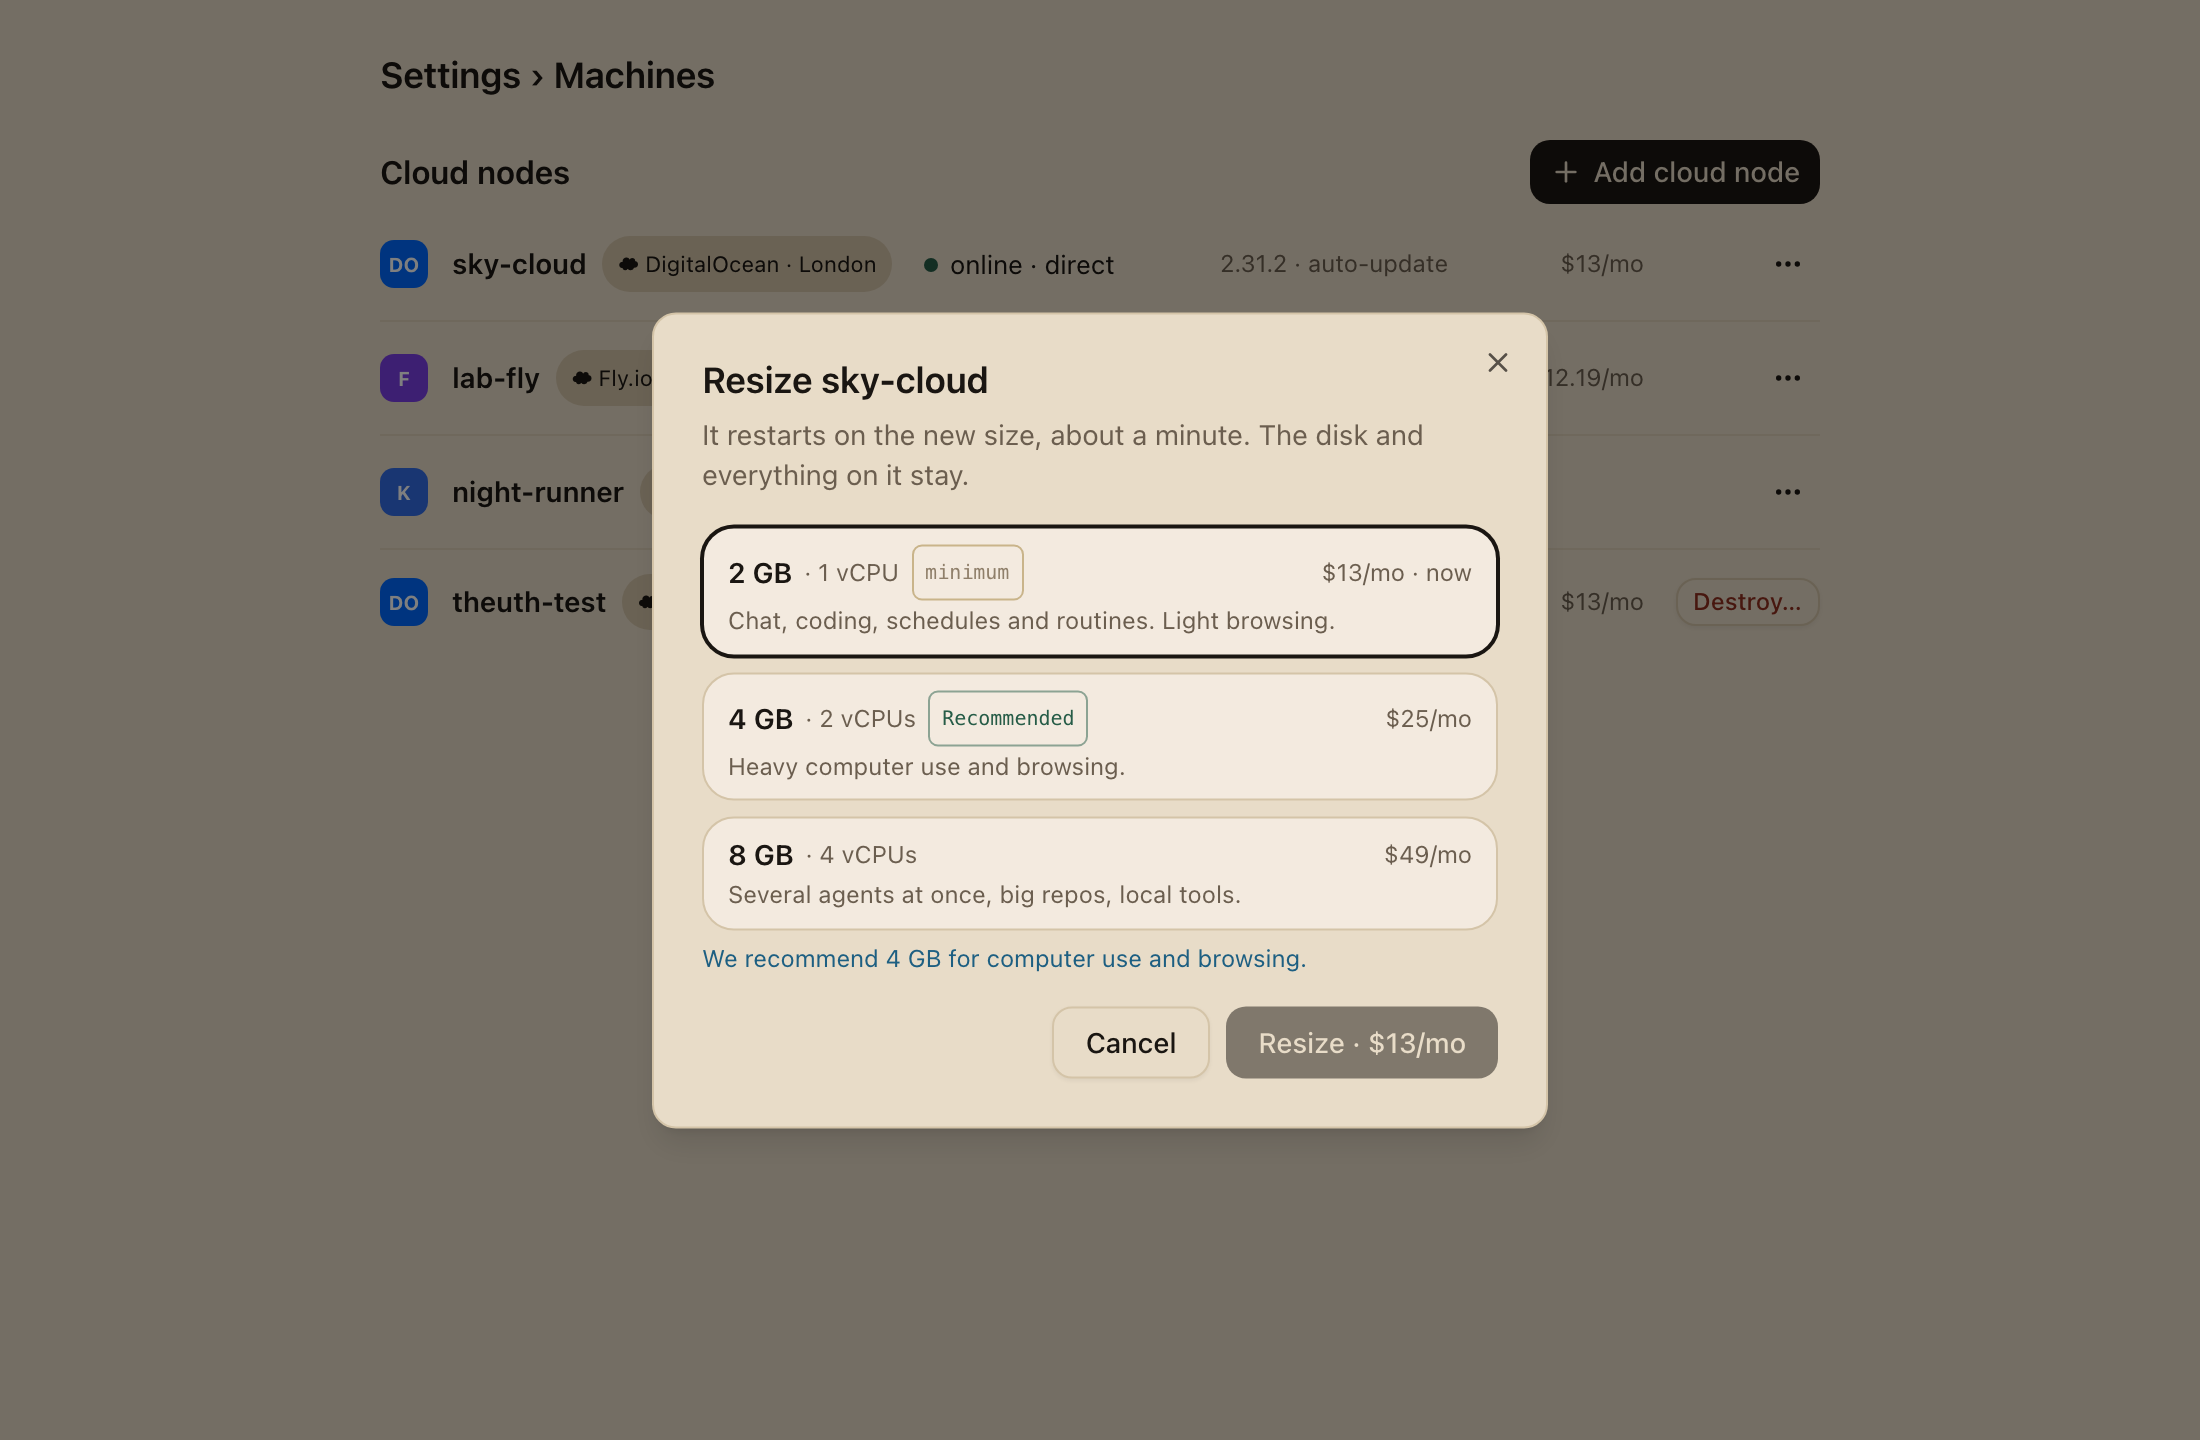 Settings › Machines
Cloud nodes
+ Add cloud node
DO sky-cloud DigitalOcean · London online · direct 2.31.2 · auto-update $13/mo
F lab-fly Fly.io 12.19/mo
K night-runner
DO theuth-test $13/mo Destroy...
Resize sky-cloud
It restarts on the new size, about a minute. The disk and
everything on it stay.
2 GB · 1 vCPU minimum $13/mo · now
Chat, coding, schedules and routines. Light browsing.
4 GB · 2 vCPUs Recommended $25/mo
Heavy computer use and browsing.
8 GB · 4 vCPUs $49/mo
Several agents at once, big repos, local tools.
We recommend 4 GB for computer use and browsing.
Cancel Resize · $13/mo